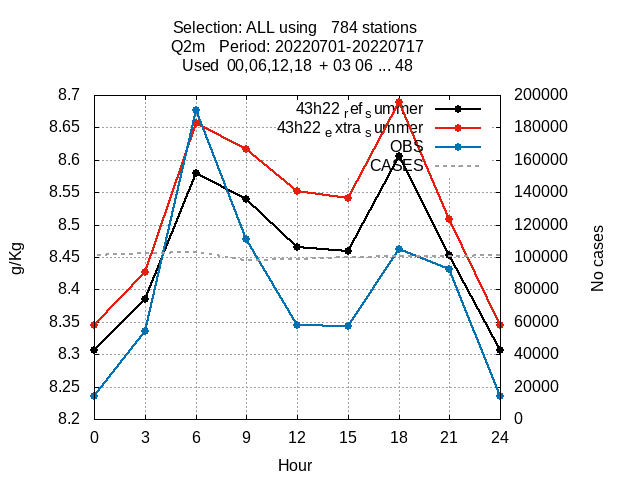 Selection: ALL using   784 stations
Q2m   Period: 20220701-20220717
Used  00,06,12,18  + 03 06 ... 48
8.7 200000
43h22 ref summer
43h22 extra summer
8.65 180000
OBS
8.6 CASES 160000
8.55 140000
8.5 120000
8.45 100000
8.4 80000
8.35 60000
8.3 40000
8.25 20000
8.2 0
g/Kg
No cases
0 3 6 9 12 15 18 21 24
Hour